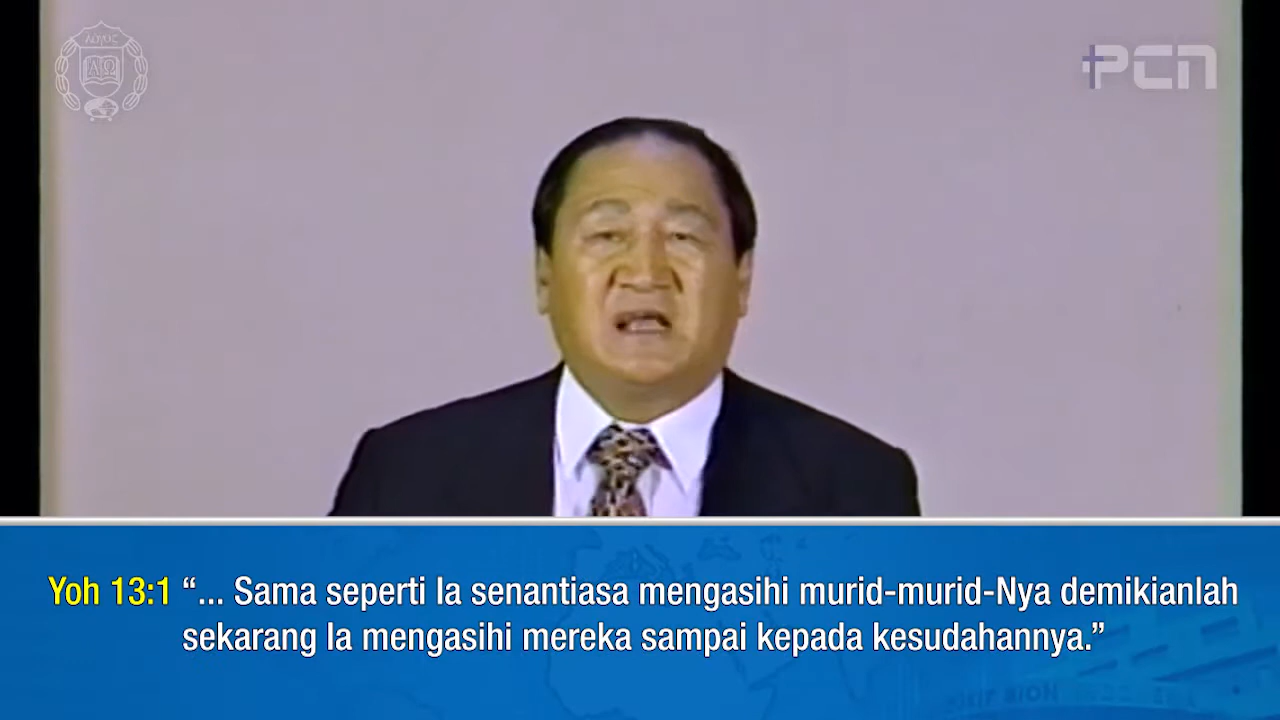 λόγος
Α Ω
PCN
Yoh 13:1 “... Sama seperti Ia senantiasa mengasihi murid-murid-Nya demikianlah
sekarang Ia mengasihi mereka sampai kepada kesudahannya.”